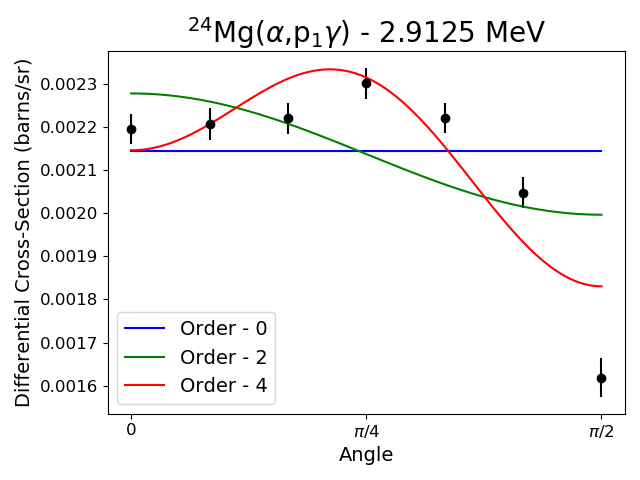 ²⁴Mg(α,p₁γ) - 2.9125 MeV
Differential Cross-Section (barns/sr)
0.0023
0.0022
0.0021
0.0020
0.0019
0.0018
0.0017
0.0016
Order - 0
Order - 2
Order - 4
0
π/4
π/2
Angle